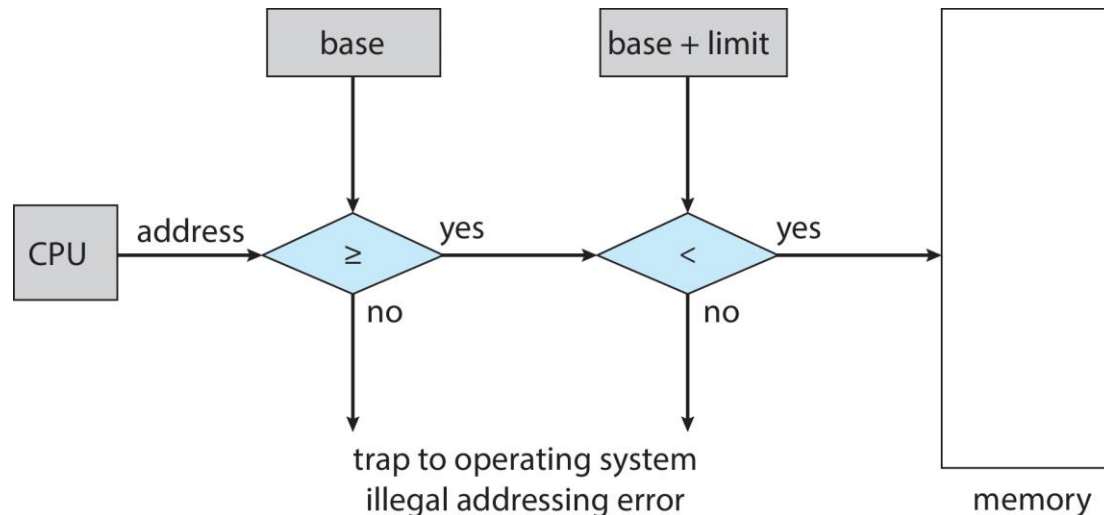 base
base + limit
CPU
address
≥
yes
<
yes
no
no
trap to operating system
illegal addressing error
memory